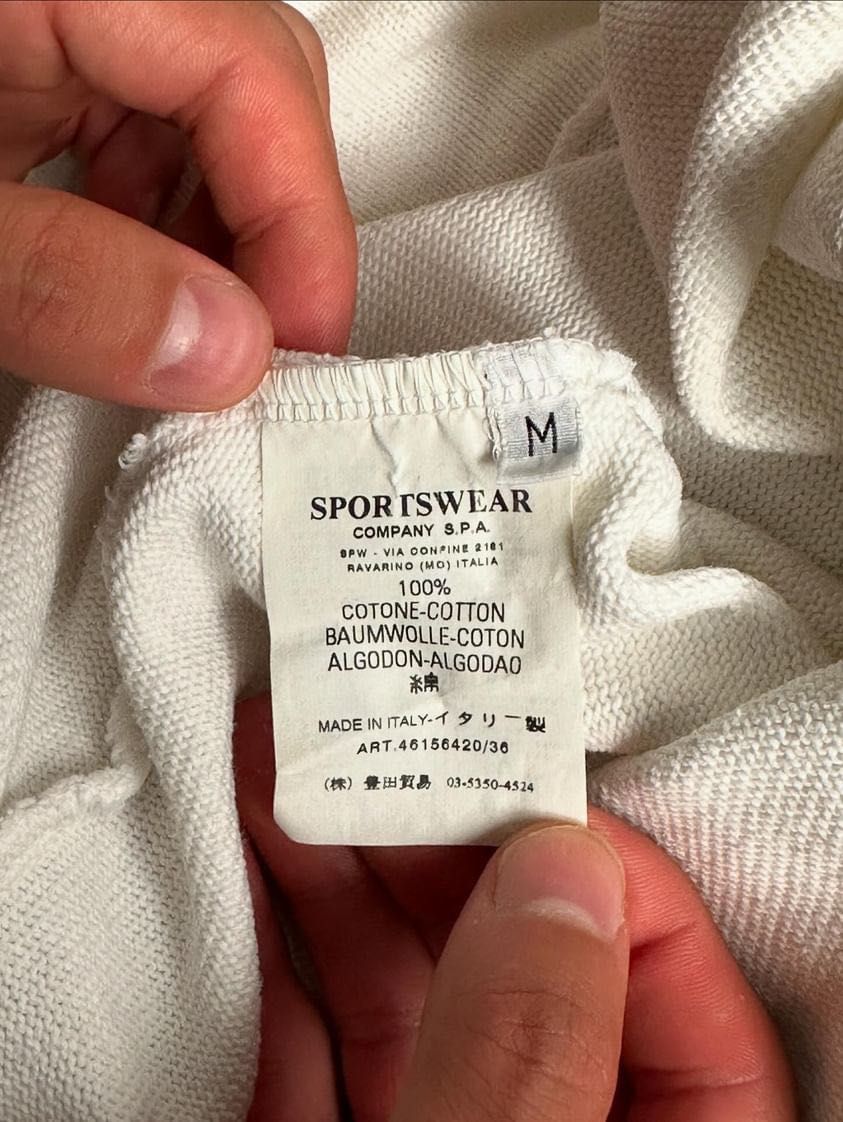 M
SPORTSWEAR
COMPANY S.P.A.
SPW - VIA CONFINE 2161
RAVARINO (MO) ITALIA
100%
COTONE-COTTON
BAUMWOLLE-COTON
ALGODON-ALGODAO
綿
MADE IN ITALY-イタリー製
ART.46156420/36
(株) 豊田貿易 03-5350-4524